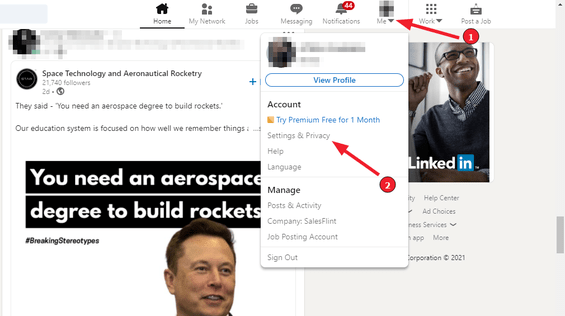 Home
My Network
Jobs
Messaging
44
Notifications
Me
Work
Post a Job
1
Space Technology and Aeronautical Rocketry
21,740 followers
2d
They said - 'You need an aerospace degree to build rockets.'
Our education system is focused on how well we remember things a
You need an aerospace
degree to build rockets
#BreakingStereotypes
View Profile
Account
Try Premium Free for 1 Month
Settings & Privacy
Help
Language
2
Manage
Posts & Activity
Company: SalesFlint
Job Posting Account
Sign Out
Linked in
Help Center
Ad Choices
Services
app More
Corporation © 2021